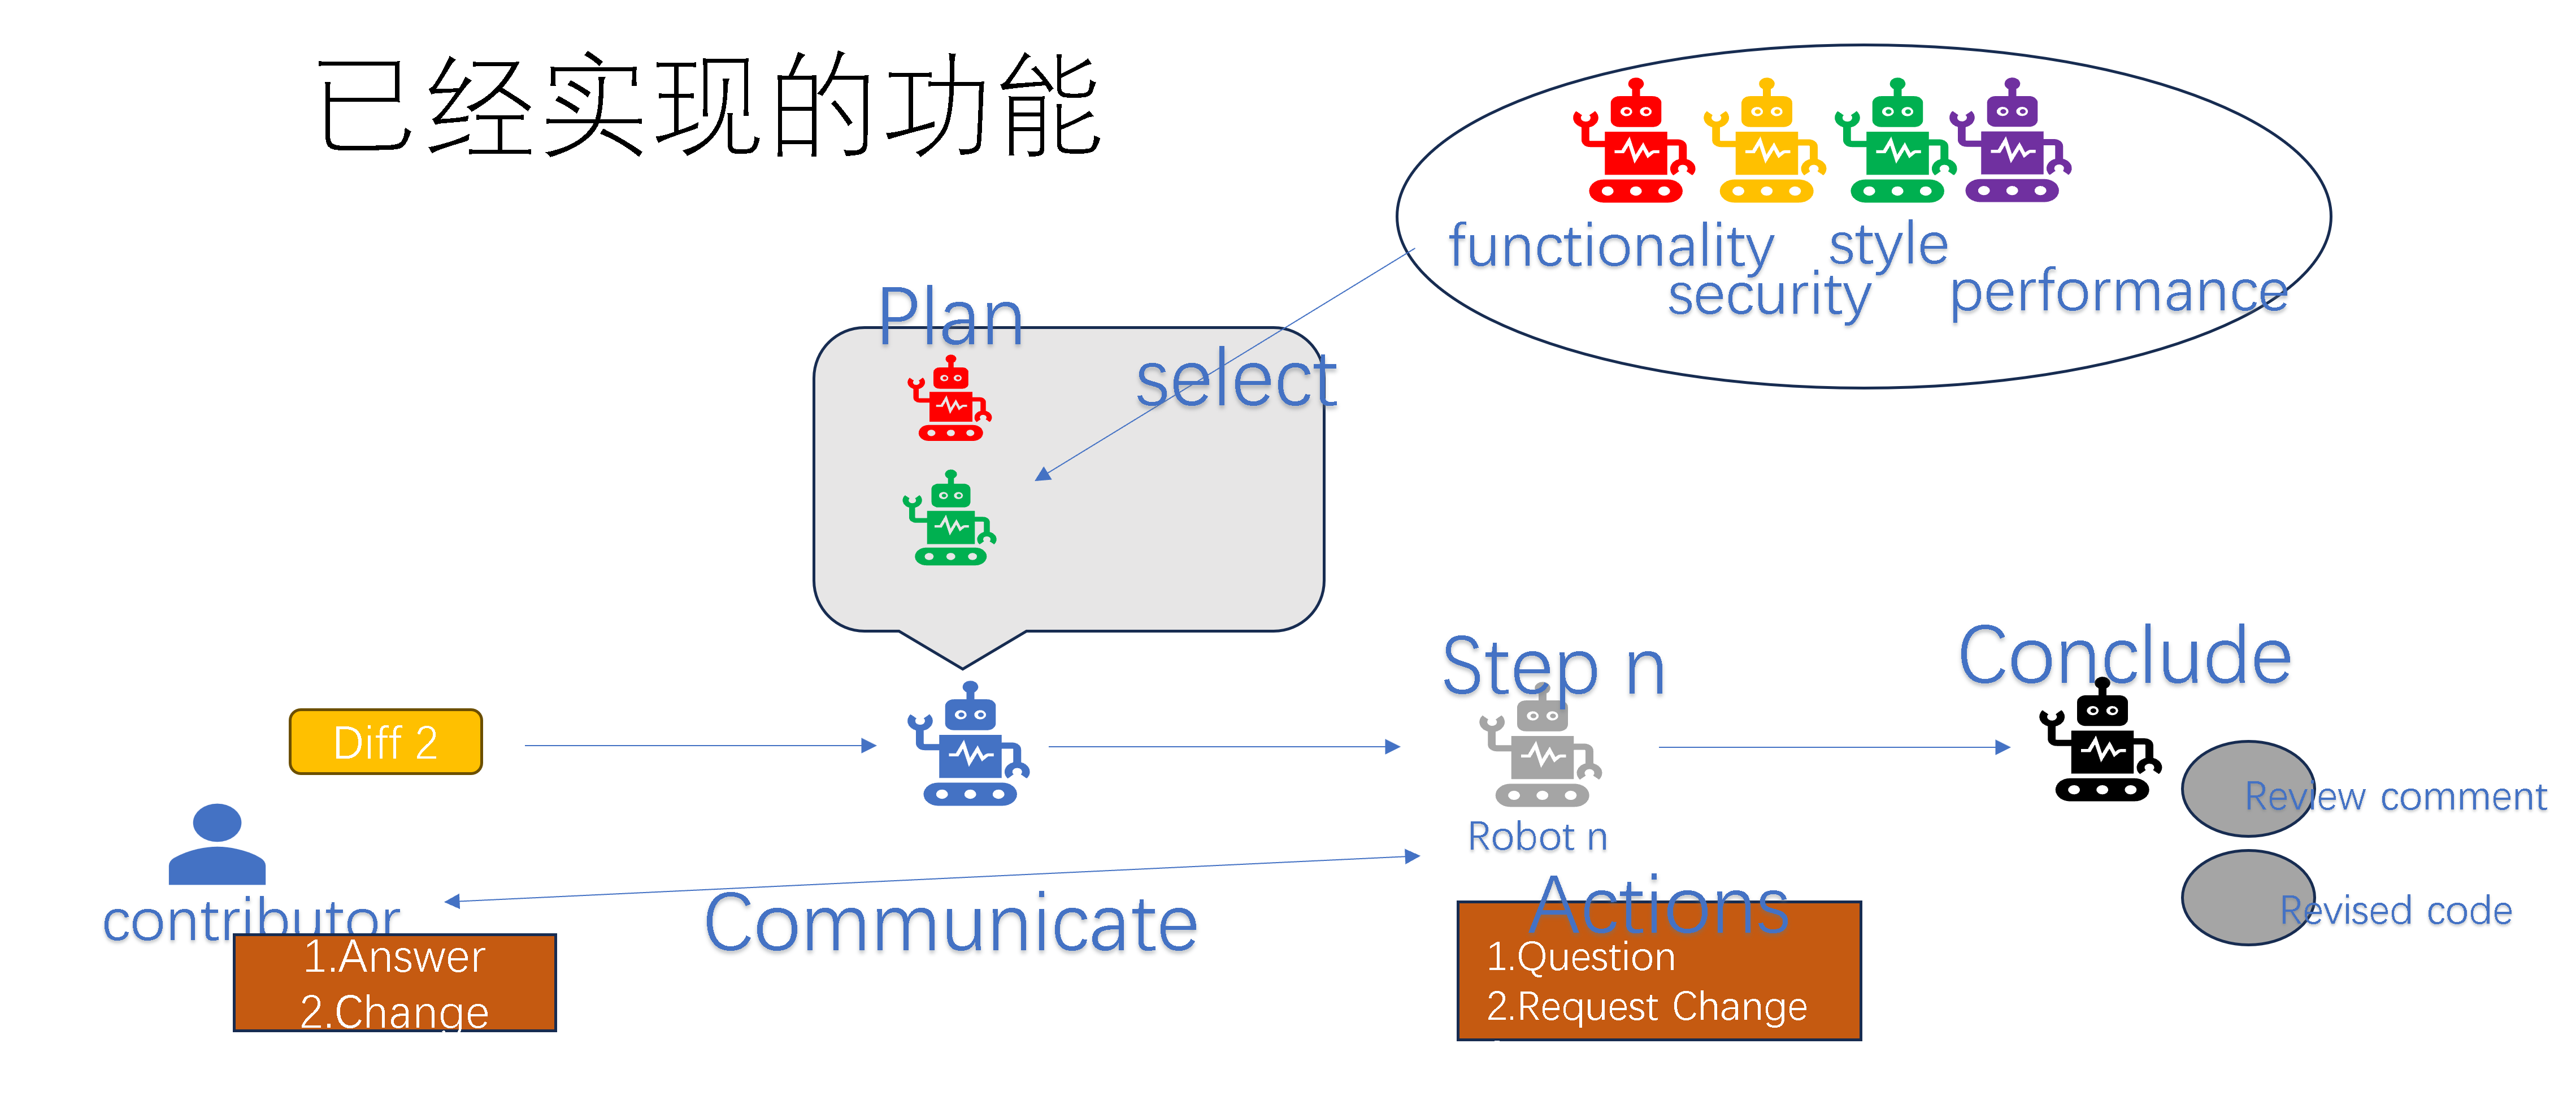 已经实现的功能
functionality
style
security
performance
Plan
select
Step n
Conclude
Diff 2
Review comment
Robot n
Revised code
contributor
Communicate
Actions
1.Answer
2.Change
1.Question
2.Request Change